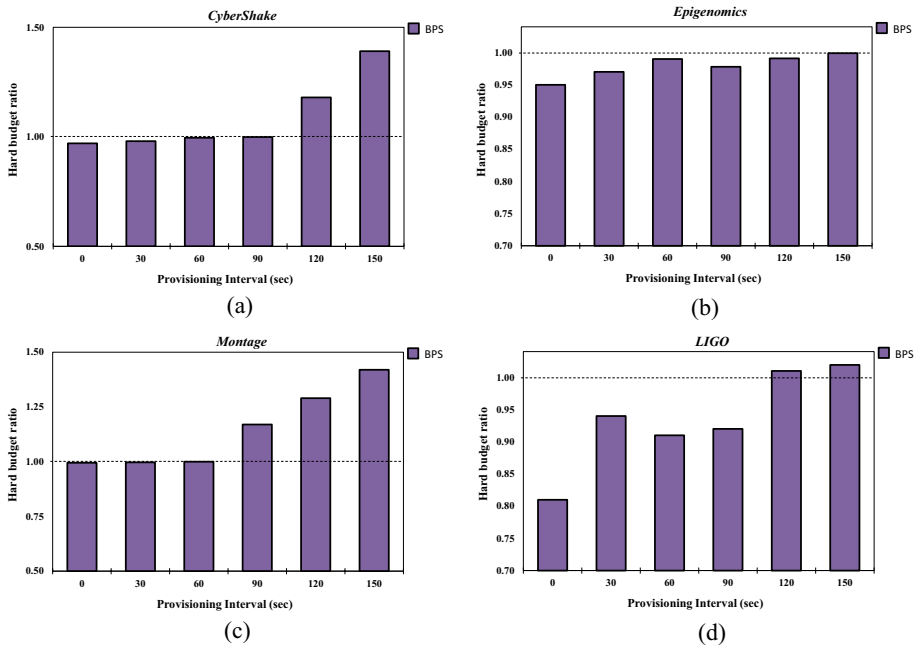 CyberShake
BPS
1.50
1.00
0.50
Hard budget ratio
0 30 60 90 120 150
Provisioning Interval (sec)
(a)
Epigenomics
BPS
1.00
0.95
0.90
0.85
0.80
0.75
0.70
Hard budget ratio
0 30 60 90 120 150
Provisioning Interval (sec)
(b)
Montage
BPS
1.50
1.25
1.00
0.75
0.50
Hard budget ratio
0 30 60 90 120 150
Provisioning Interval (sec)
(c)
LIGO
BPS
1.00
0.95
0.90
0.85
0.80
0.75
0.70
Hard budget ratio
0 30 60 90 120 150
Provisioning Interval (sec)
(d)